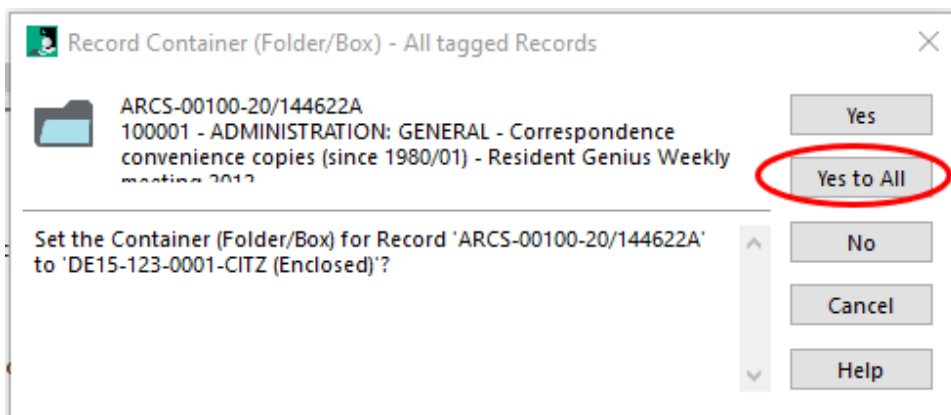 Record Container (Folder/Box) - All tagged Records
ARCS-00100-20/144622A
100001 - ADMINISTRATION: GENERAL - Correspondence
convenience copies (since 1980/01) - Resident Genius Weekly
meeting 2012
Set the Container (Folder/Box) for Record 'ARCS-00100-20/144622A'
to 'DE15-123-0001-CITZ (Enclosed)'?
Yes
Yes to All
No
Cancel
Help